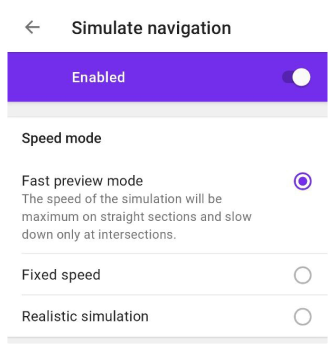 Simulate navigation
Enabled
Speed mode
Fast preview mode
The speed of the simulation will be
maximum on straight sections and slow
down only at intersections.
Fixed speed
Realistic simulation